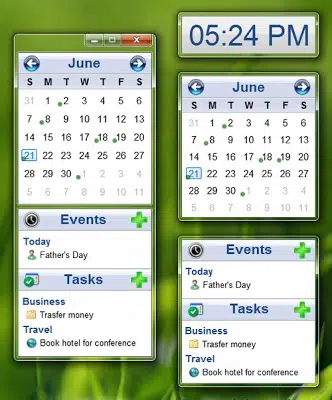 June
S M T W T F S
31 1 2 3 4 5 6
7 8 9 10 11 12 13
14 15 16 17 18 19 20
21 22 23 24 25 26 27
28 29 30 1 2 3 4
5 6 7 8 9 10 11
Events
Today
Father's Day
Tasks
Business
Trasfer money
Travel
Book hotel for conference
05:24 PM
June
S M T W T F S
31 1 2 3 4 5 6
7 8 9 10 11 12 13
14 15 16 17 18 19 20
21 22 23 24 25 26 27
28 29 30 1 2 3 4
5 6 7 8 9 10 11
Events
Today
Father's Day
Tasks
Business
Trasfer money
Travel
Book hotel for conference